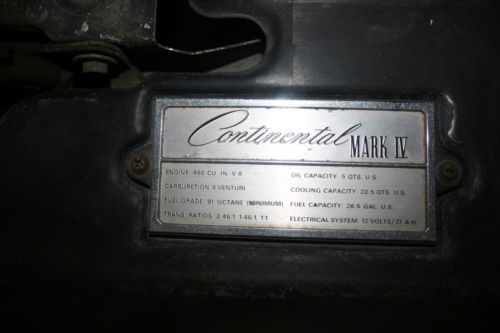 Continental MARK IV
ENGINE 460 CU. IN. V-8 OIL CAPACITY: 5 QTS. U.S.
CARBURETION 4 VENTURI COOLING CAPACITY: 20.5 QTS. U.S.
FUEL GRADE: 91 OCTANE (MINIMUM) FUEL CAPACITY: 26.5 GAL. U.S.
TRANS. RATIOS 2.46:1 1.46:1 1:1 ELECTRICAL SYSTEM: 12 VOLTS/77 A.H.